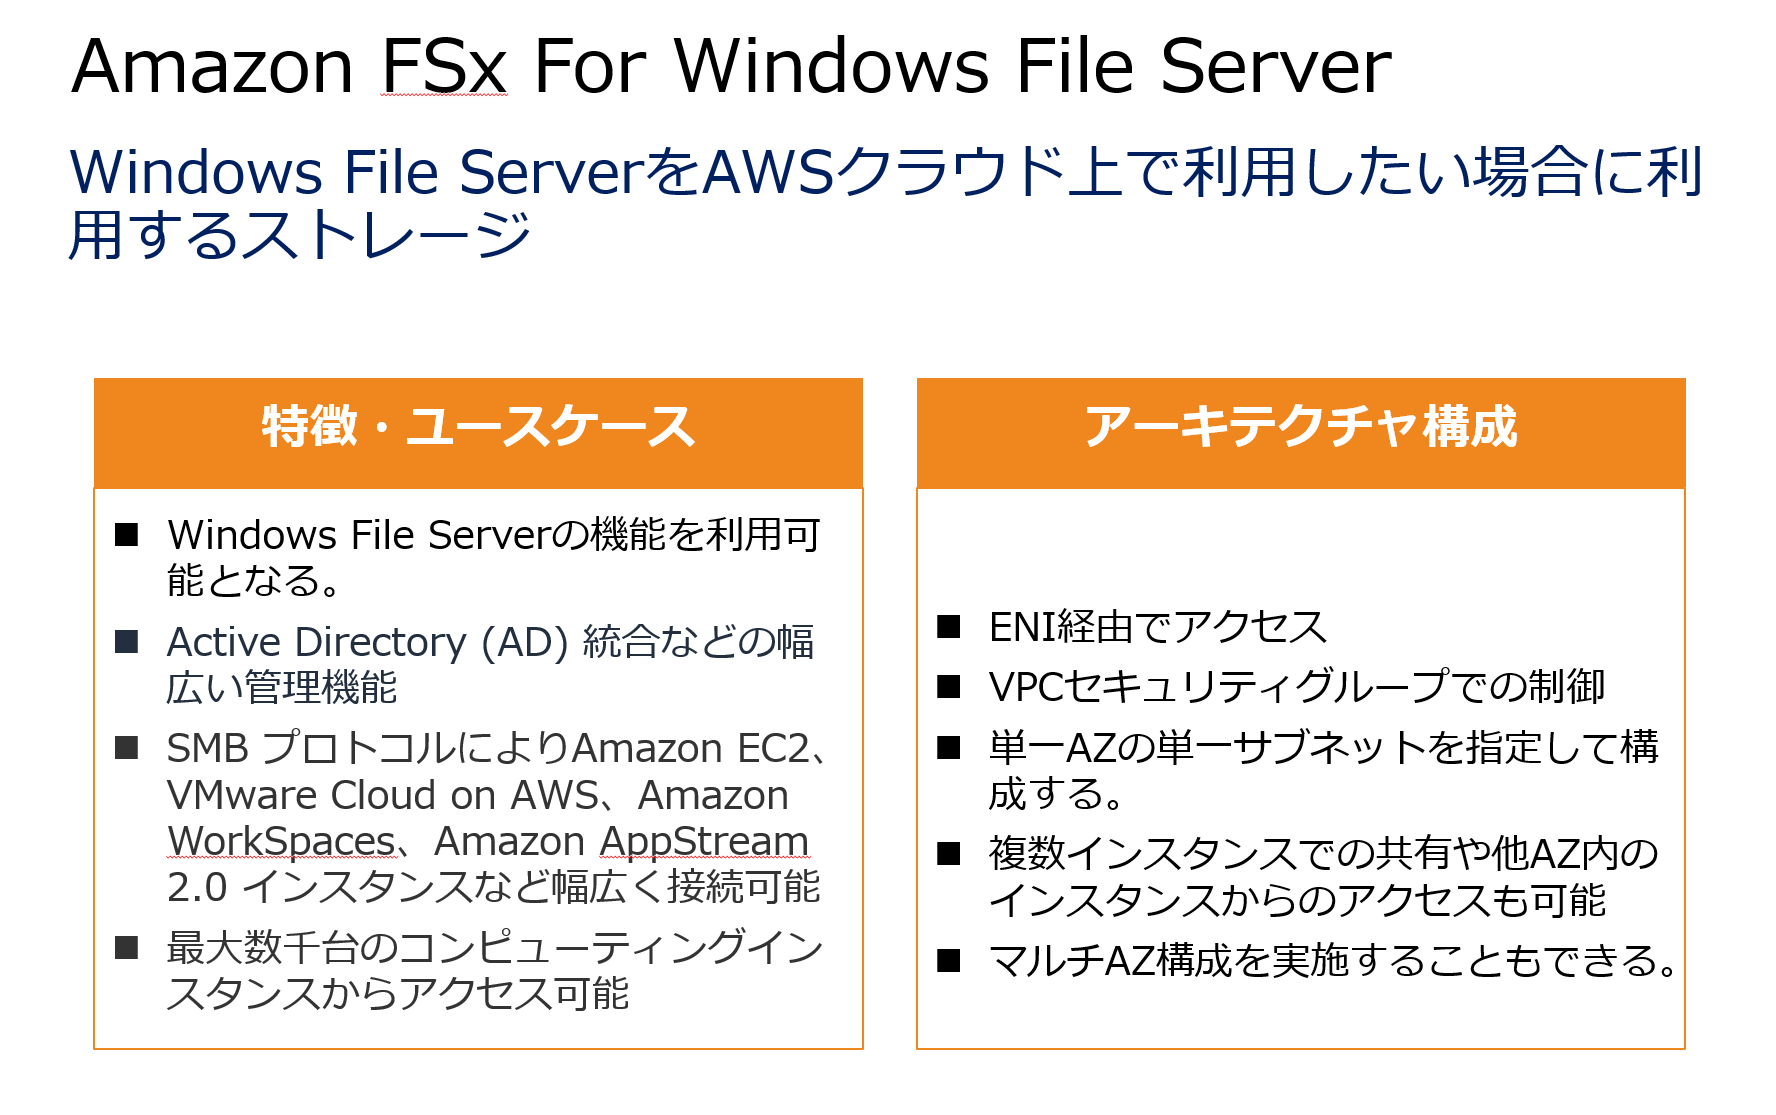 Amazon FSx For Windows File Server
Windows File ServerをAWSクラウド上で利用したい場合に利
用するストレージ
特徴・ユースケース
■ Windows File Serverの機能を利用可
能となる。
■ Active Directory (AD) 統合などの幅
広い管理機能
■ SMB プロトコルによりAmazon EC2、
VMware Cloud on AWS、Amazon
WorkSpaces、Amazon AppStream
2.0 インスタンスなど幅広く接続可能
■ 最大数千台のコンピューティングイン
スタンスからアクセス可能
アーキテクチャ構成
■ ENI経由でアクセス
■ VPCセキュリティグループでの制御
■ 単一AZの単一サブネットを指定して構
成する。
■ 複数インスタンスでの共有や他AZ内の
インスタンスからのアクセスも可能
■ マルチAZ構成を実施することもできる。